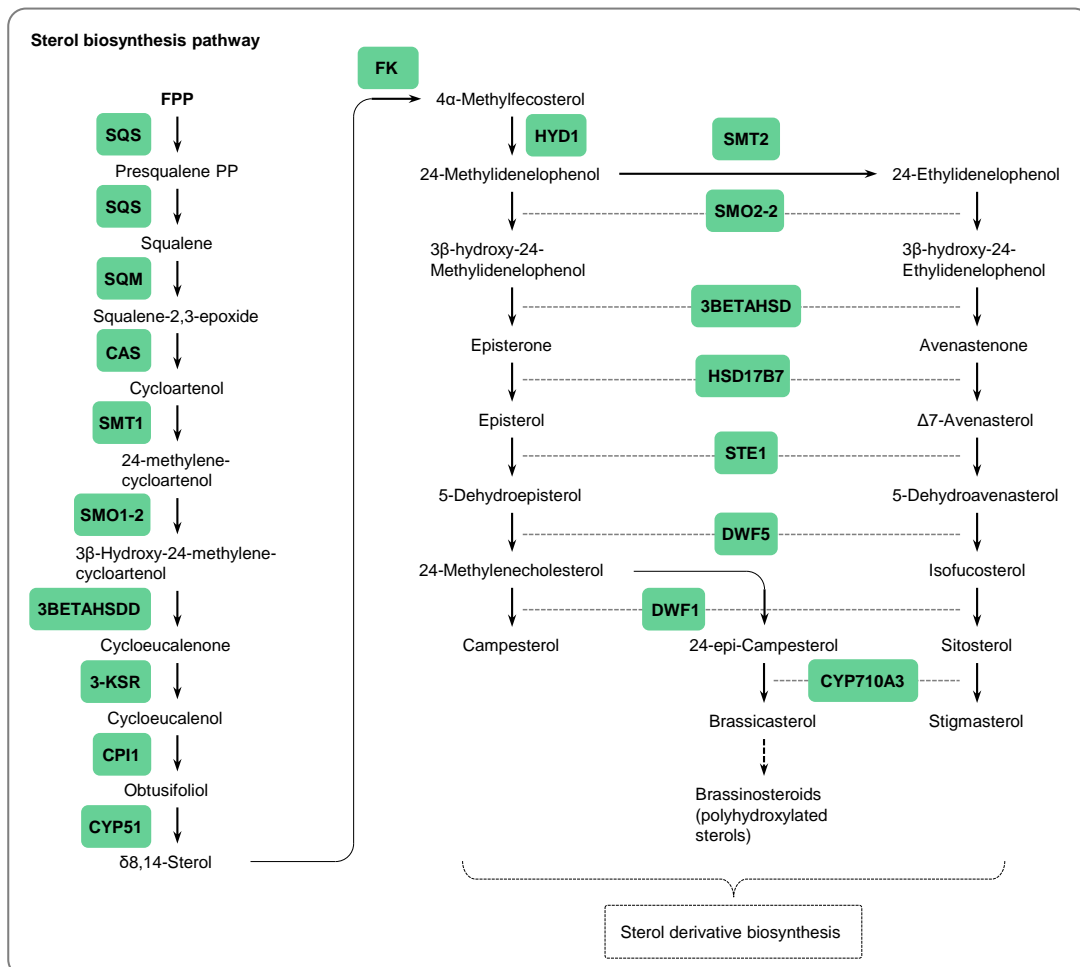 Sterol biosynthesis pathway
FPP
SQS
Presqualene PP
SQS
Squalene
SQM
Squalene-2,3-epoxide
CAS
Cycloartenol
SMT1
24-methylene-
cycloartenol
SMO1-2
3β-Hydroxy-24-methylene-
cycloartenol
3BETAHSDD
Cycloeucalenone
3-KSR
Cycloeucalenol
CPI1
Obtusifoliol
CYP51
δ8,14-Sterol
FK
4α-Methylfecosterol
HYD1
SMT2
24-Methylidenelophenol
24-Ethylidenelophenol
SMO2-2
3β-hydroxy-24-
Methylidenelophenol
3β-hydroxy-24-
Ethylidenelophenol
3BETAHSD
Episterone
Avenastenone
HSD17B7
Episterol
Δ7-Avenasterol
STE1
5-Dehydroepisterol
5-Dehydroavenasterol
DWF5
24-Methylenecholesterol
Isofucosterol
DWF1
Campesterol
24-epi-Campesterol
Sitosterol
CYP710A3
Brassicasterol
Stigmasterol
Brassinosteroids
(polyhydroxylated
sterols)
Sterol derivative biosynthesis